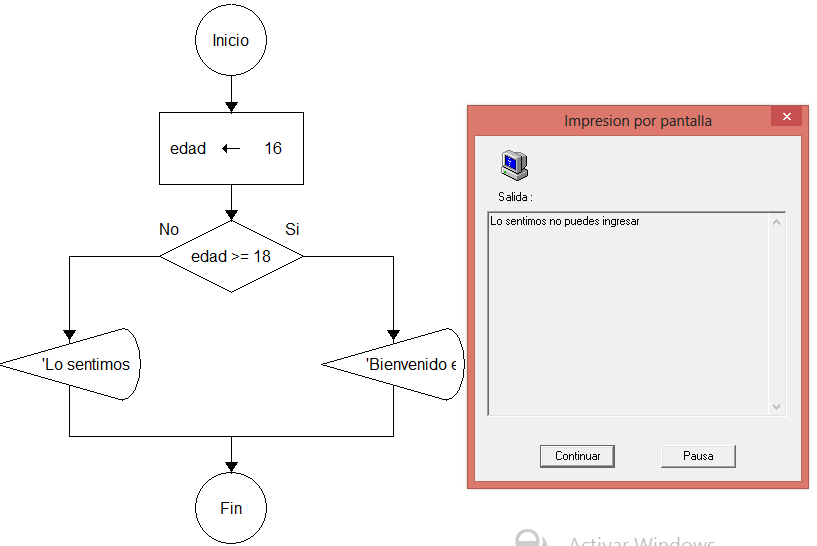 Inicio
edad ← 16
No
Si
edad >= 18
'Lo sentimos
'Bienvenido e
Fin
Impresion por pantalla
Salida :
Lo sentimos no puedes ingresar
Continuar
Pausa
Activar Windows